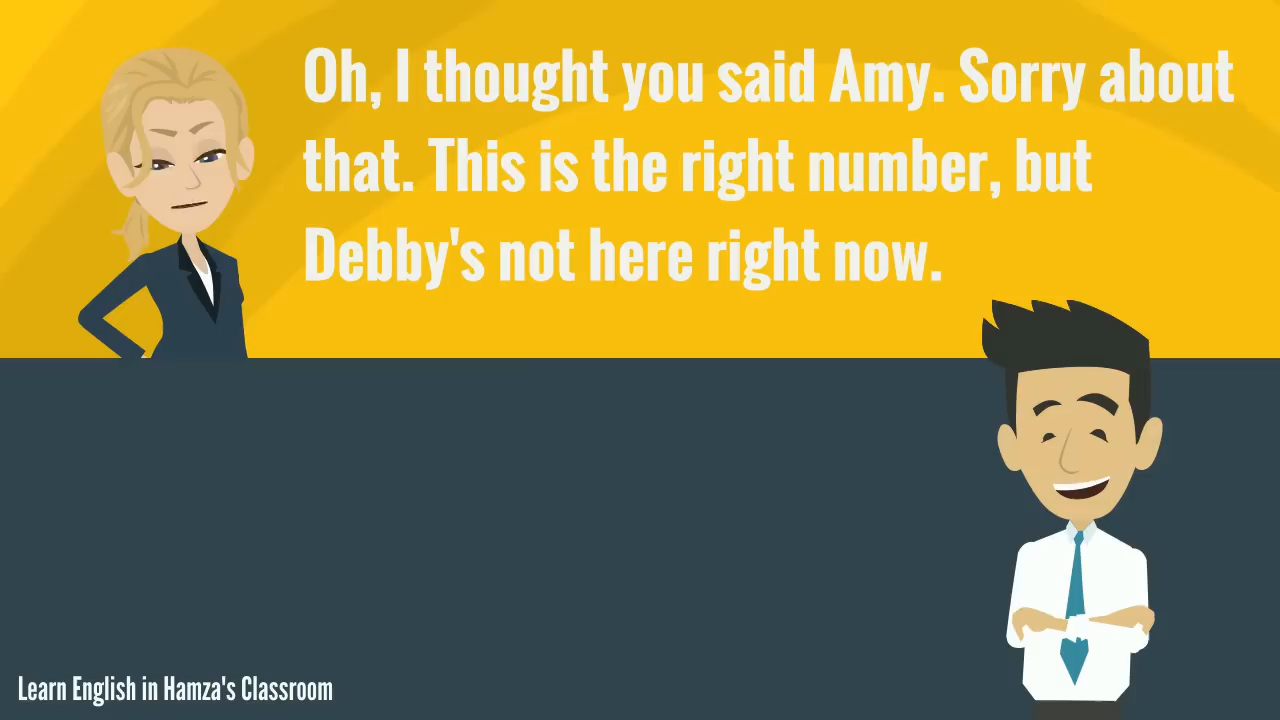 Oh, I thought you said Amy. Sorry about
that. This is the right number, but
Debby's not here right now.
Learn English in Hamza's Classroom